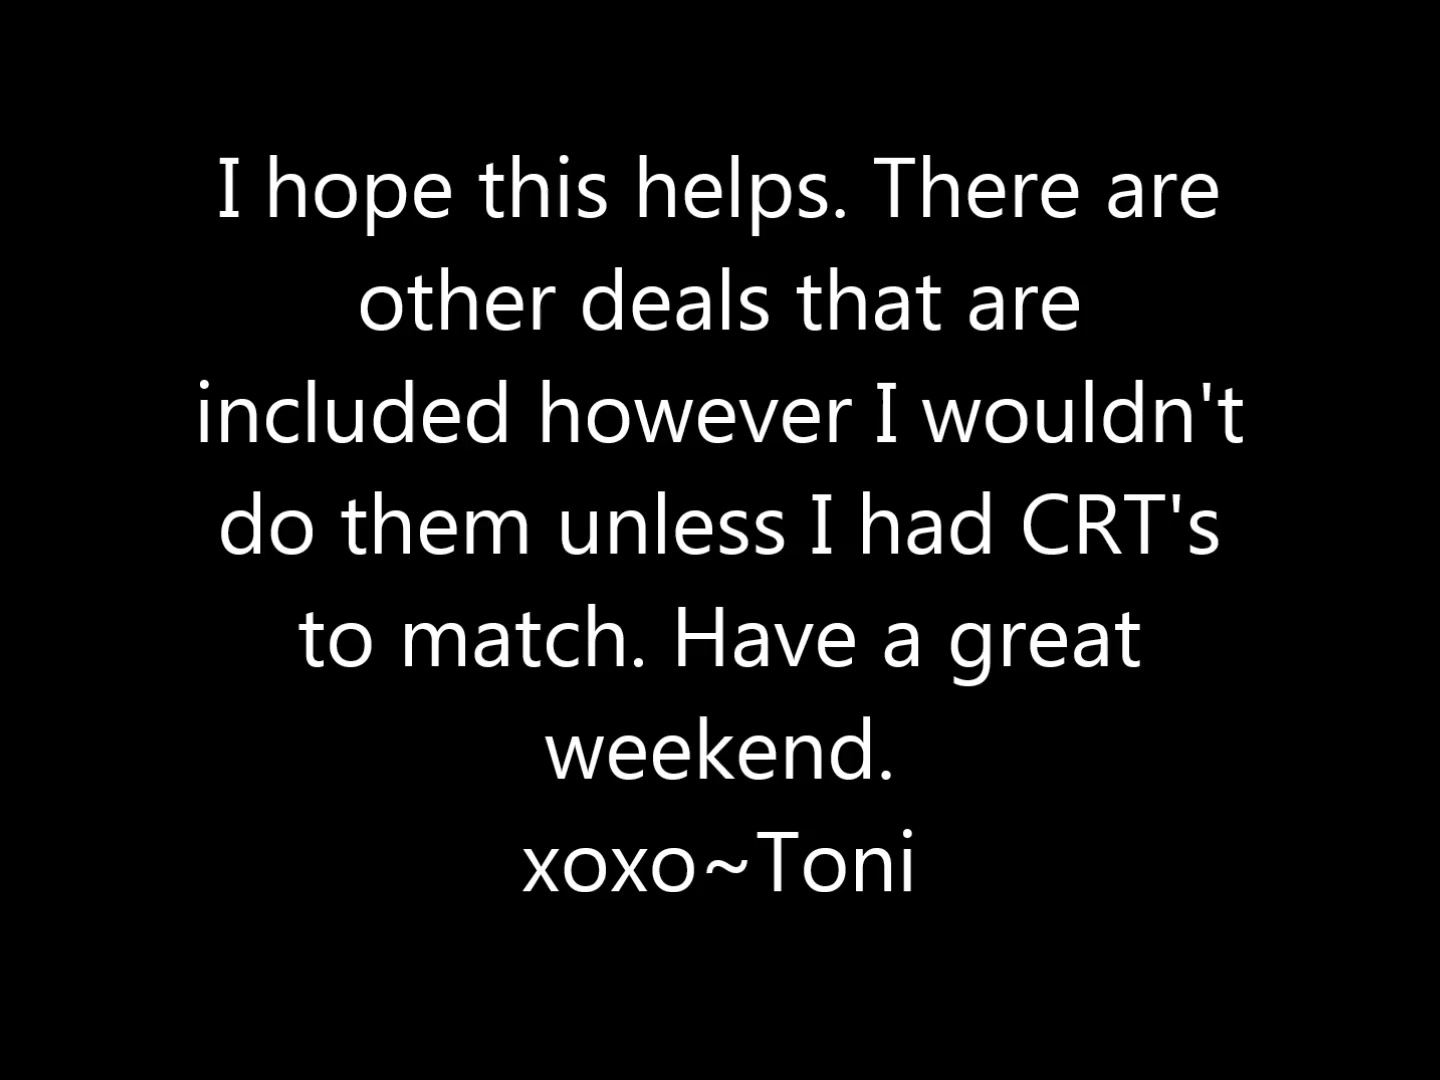 I hope this helps. There are
other deals that are
included however I wouldn't
do them unless I had CRT's
to match. Have a great
weekend.
xoxo~Toni